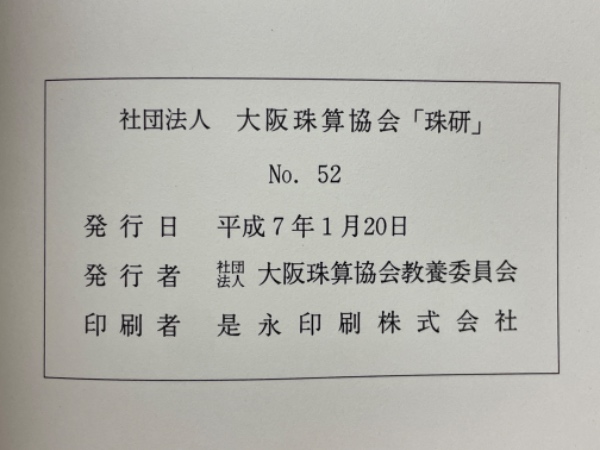 社団法人 大阪珠算協会「珠研」
No. 52
発行日 平成7年1月20日
発行者 社団法人 大阪珠算協会教養委員会
印刷者 是永印刷株式会社